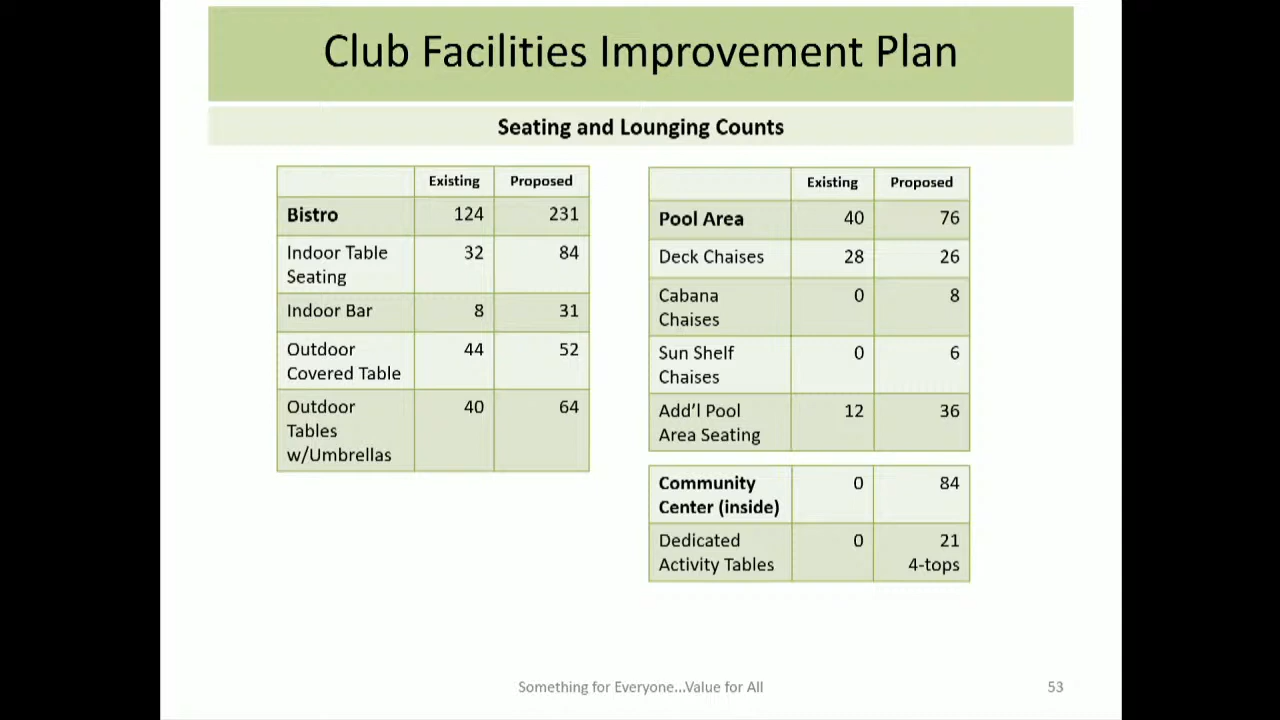 Club Facilities Improvement Plan
Seating and Lounging Counts
Existing Proposed
Bistro 124 231
Indoor Table 32 84
Seating
Indoor Bar 8 31
Outdoor 44 52
Covered Table
Outdoor 40 64
Tables
w/Umbrellas
Existing Proposed
Pool Area 40 76
Deck Chaises 28 26
Cabana 0 8
Chaises
Sun Shelf 0 6
Chaises
Add’l Pool 12 36
Area Seating
Community 0 84
Center (inside)
Dedicated 0 21
Activity Tables 4-tops
Something for Everyone...Value for All
53